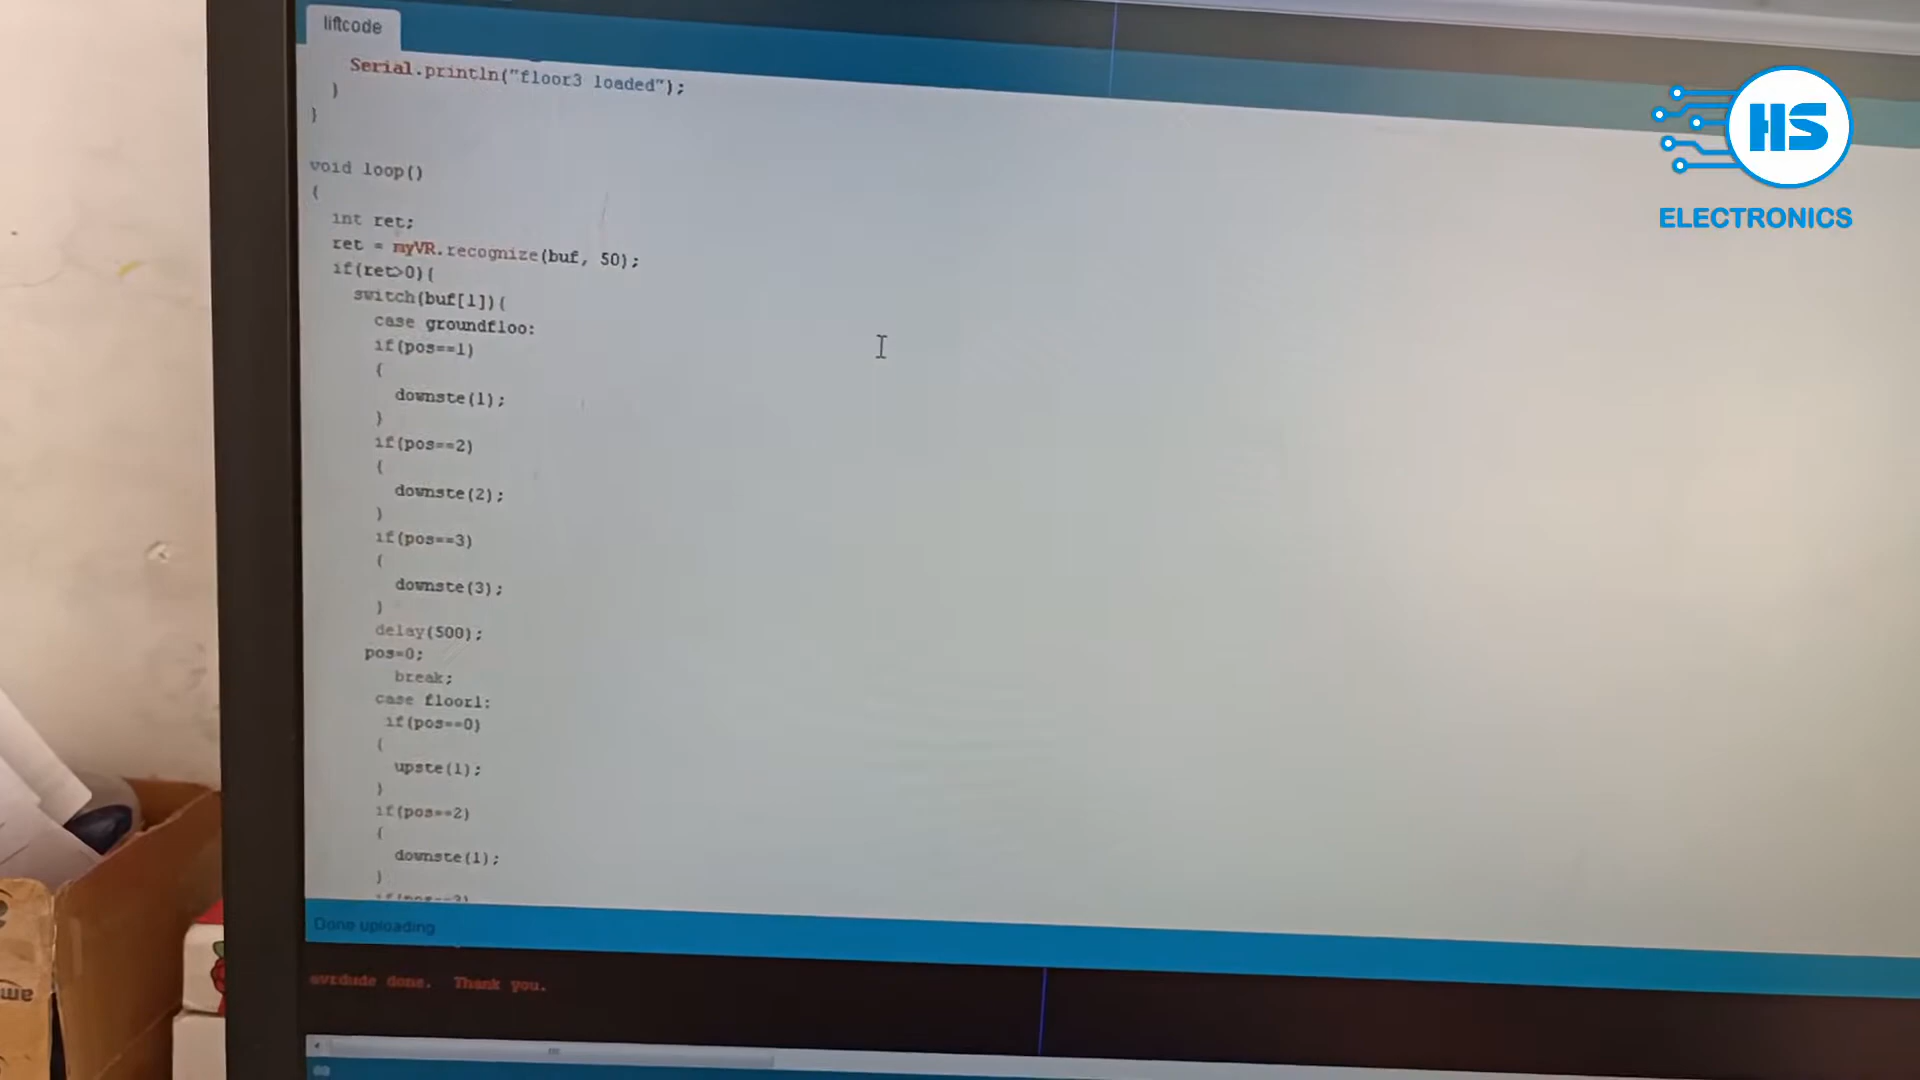 liftcode
Serial.println("floor3 loaded");
}
}
void loop()
{
int ret;
ret = myVR.recognize(buf, 50);
if(ret>0){
switch(buf[1]){
case groundfloo:
if(pos==1)
{
downste(1);
}
if(pos==2)
{
downste(2);
}
if(pos==3)
{
downste(3);
}
delay(500);
pos=0;
break;
case floor1:
if(pos==0)
{
upste(1);
}
if(pos==2)
{
downste(1);
}
Done uploading
avrdude done.  Thank you.
HS
ELECTRONICS